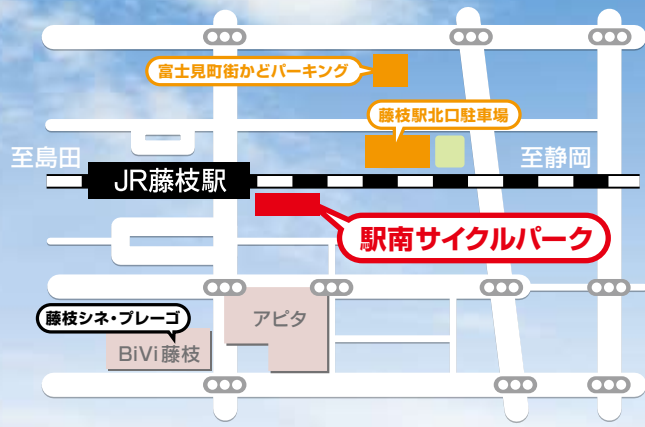 富士見町街かどパーキング
藤枝駅北口駐車場
至島田
至静岡
JR藤枝駅
駅南サイクルパーク
藤枝シネ・プレーゴ
アピタ
BiVi藤枝